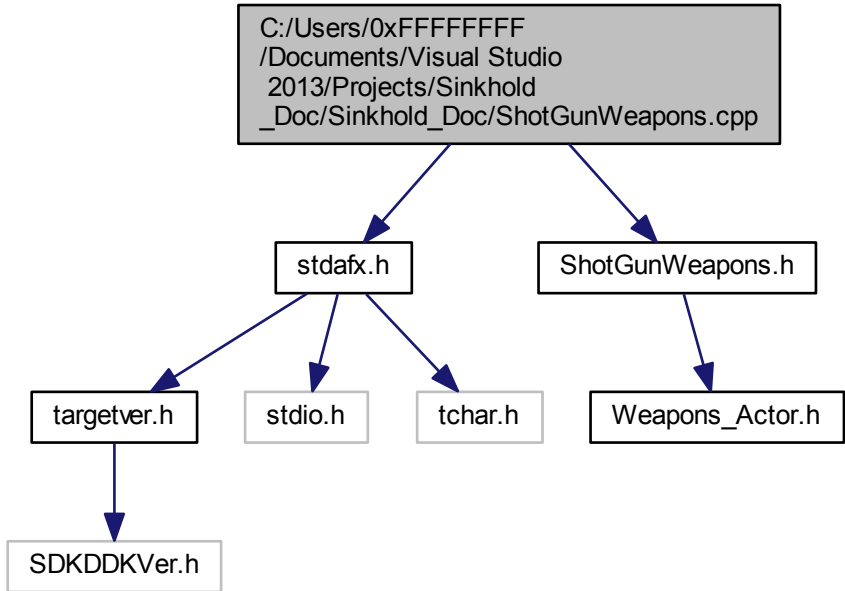 C:/Users/0xFFFFFFFF
/Documents/Visual Studio
2013/Projects/Sinkhold
_Doc/Sinkhold_Doc/ShotGunWeapons.cpp
stdafx.h
ShotGunWeapons.h
targetver.h
stdio.h
tchar.h
Weapons_Actor.h
SDKDDKVer.h